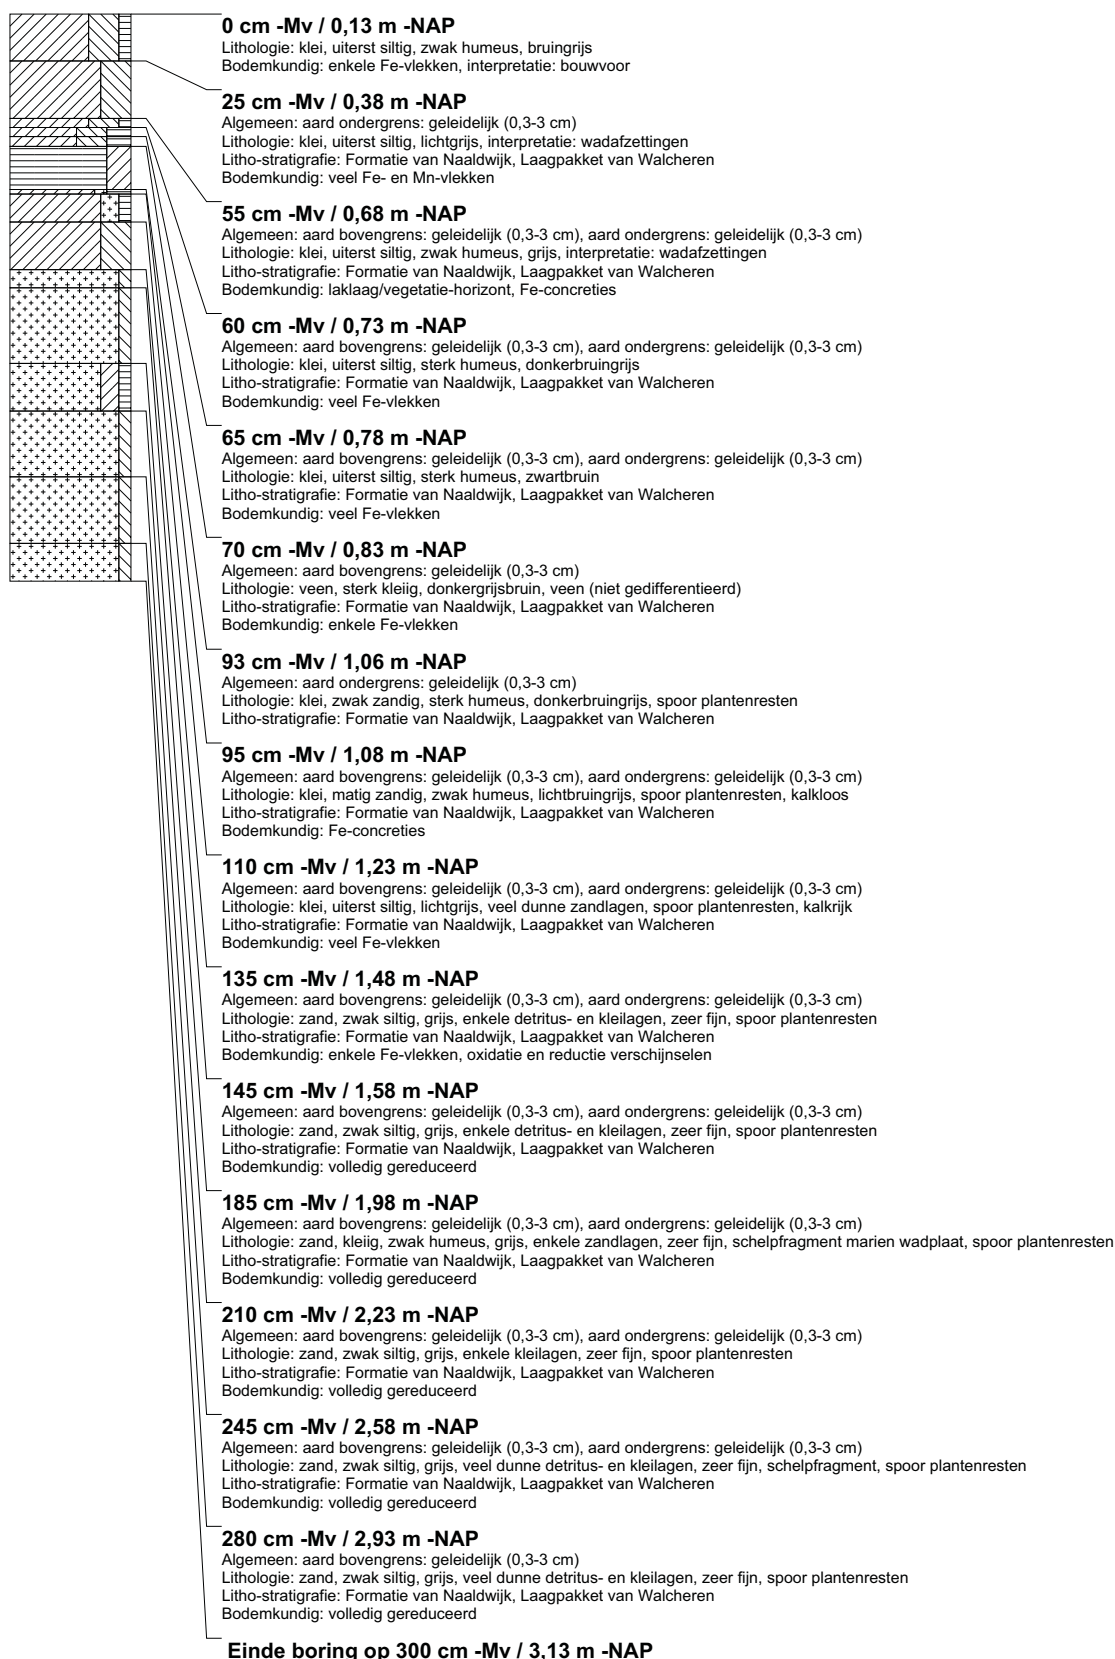 0 cm -Mv / 0,13 m -NAP
Lithologie: klei, uiterst siltig, zwak humeus, bruingrijs
Bodemkundig: enkele Fe-vlekken, interpretatie: bouwvoor
25 cm -Mv / 0,38 m -NAP
Algemeen: aard ondergrens: geleidelijk (0,3-3 cm)
Lithologie: klei, uiterst siltig, lichtgrijs, interpretatie: wadafzettingen
Litho-stratigrafie: Formatie van Naaldwijk, Laagpakket van Walcheren
Bodemkundig: veel Fe- en Mn-vlekken
55 cm -Mv / 0,68 m -NAP
Algemeen: aard bovengrens: geleidelijk (0,3-3 cm), aard ondergrens: geleidelijk (0,3-3 cm)
Lithologie: klei, uiterst siltig, zwak humeus, grijs, interpretatie: wadafzettingen
Litho-stratigrafie: Formatie van Naaldwijk, Laagpakket van Walcheren
Bodemkundig: laklaag/vegetatie-horizont, Fe-concreties
60 cm -Mv / 0,73 m -NAP
Algemeen: aard bovengrens: geleidelijk (0,3-3 cm), aard ondergrens: geleidelijk (0,3-3 cm)
Lithologie: klei, uiterst siltig, sterk humeus, donkerbruingrijs
Litho-stratigrafie: Formatie van Naaldwijk, Laagpakket van Walcheren
Bodemkundig: veel Fe-vlekken
65 cm -Mv / 0,78 m -NAP
Algemeen: aard bovengrens: geleidelijk (0,3-3 cm), aard ondergrens: geleidelijk (0,3-3 cm)
Lithologie: klei, uiterst siltig, sterk humeus, zwartbruin
Litho-stratigrafie: Formatie van Naaldwijk, Laagpakket van Walcheren
Bodemkundig: veel Fe-vlekken
70 cm -Mv / 0,83 m -NAP
Algemeen: aard bovengrens: geleidelijk (0,3-3 cm)
Lithologie: veen, sterk kleiig, donkergrijsbruin, veen (niet gedifferentieerd)
Litho-stratigrafie: Formatie van Naaldwijk, Laagpakket van Walcheren
Bodemkundig: enkele Fe-vlekken
93 cm -Mv / 1,06 m -NAP
Algemeen: aard ondergrens: geleidelijk (0,3-3 cm)
Lithologie: klei, zwak zandig, sterk humeus, donkerbruingrijs, spoor plantenresten
Litho-stratigrafie: Formatie van Naaldwijk, Laagpakket van Walcheren
95 cm -Mv / 1,08 m -NAP
Algemeen: aard bovengrens: geleidelijk (0,3-3 cm), aard ondergrens: geleidelijk (0,3-3 cm)
Lithologie: klei, matig zandig, zwak humeus, lichtbruingrijs, spoor plantenresten, kalkloos
Litho-stratigrafie: Formatie van Naaldwijk, Laagpakket van Walcheren
Bodemkundig: Fe-concreties
110 cm -Mv / 1,23 m -NAP
Algemeen: aard bovengrens: geleidelijk (0,3-3 cm), aard ondergrens: geleidelijk (0,3-3 cm)
Lithologie: klei, uiterst siltig, lichtgrijs, veel dunne zandlagen, spoor plantenresten, kalkrijk
Litho-stratigrafie: Formatie van Naaldwijk, Laagpakket van Walcheren
Bodemkundig: veel Fe-vlekken
135 cm -Mv / 1,48 m -NAP
Algemeen: aard bovengrens: geleidelijk (0,3-3 cm), aard ondergrens: geleidelijk (0,3-3 cm)
Lithologie: zand, zwak siltig, grijs, enkele detritus- en kleilagen, zeer fijn, spoor plantenresten
Litho-stratigrafie: Formatie van Naaldwijk, Laagpakket van Walcheren
Bodemkundig: enkele Fe-vlekken, oxidatie en reductie verschijnselen
145 cm -Mv / 1,58 m -NAP
Algemeen: aard bovengrens: geleidelijk (0,3-3 cm), aard ondergrens: geleidelijk (0,3-3 cm)
Lithologie: zand, zwak siltig, grijs, enkele detritus- en kleilagen, zeer fijn, spoor plantenresten
Litho-stratigrafie: Formatie van Naaldwijk, Laagpakket van Walcheren
Bodemkundig: volledig gereduceerd
185 cm -Mv / 1,98 m -NAP
Algemeen: aard bovengrens: geleidelijk (0,3-3 cm), aard ondergrens: geleidelijk (0,3-3 cm)
Lithologie: zand, kleiig, zwak humeus, grijs, enkele zandlagen, zeer fijn, schelpfragment marien wadplaat, spoor plantenresten
Litho-stratigrafie: Formatie van Naaldwijk, Laagpakket van Walcheren
Bodemkundig: volledig gereduceerd
210 cm -Mv / 2,23 m -NAP
Algemeen: aard bovengrens: geleidelijk (0,3-3 cm), aard ondergrens: geleidelijk (0,3-3 cm)
Lithologie: zand, zwak siltig, grijs, enkele kleilagen, zeer fijn, spoor plantenresten
Litho-stratigrafie: Formatie van Naaldwijk, Laagpakket van Walcheren
Bodemkundig: volledig gereduceerd
245 cm -Mv / 2,58 m -NAP
Algemeen: aard bovengrens: geleidelijk (0,3-3 cm), aard ondergrens: geleidelijk (0,3-3 cm)
Lithologie: zand, zwak siltig, grijs, veel dunne detritus- en kleilagen, zeer fijn, schelpfragment, spoor plantenresten
Litho-stratigrafie: Formatie van Naaldwijk, Laagpakket van Walcheren
Bodemkundig: volledig gereduceerd
280 cm -Mv / 2,93 m -NAP
Algemeen: aard bovengrens: geleidelijk (0,3-3 cm)
Lithologie: zand, zwak siltig, grijs, veel dunne detritus- en kleilagen, zeer fijn, spoor plantenresten
Litho-stratigrafie: Formatie van Naaldwijk, Laagpakket van Walcheren
Bodemkundig: volledig gereduceerd
Einde boring op 300 cm -Mv / 3,13 m -NAP